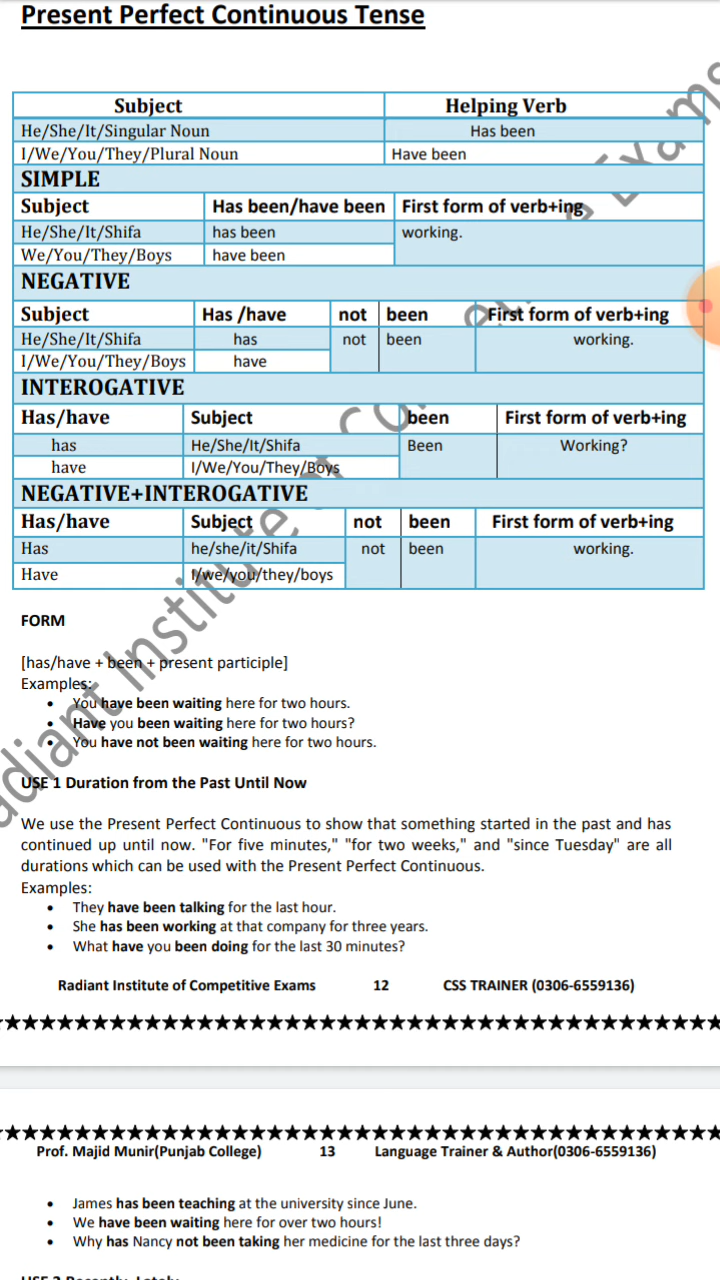 Present Perfect Continuous Tense
Subject Helping Verb
He/She/It/Singular Noun Has been
I/We/You/They/Plural Noun Have been
SIMPLE
Subject Has been/have been First form of verb+ing
He/She/It/Shifa has been working.
We/You/They/Boys have been
NEGATIVE
Subject Has /have not been First form of verb+ing
He/She/It/Shifa has not been working.
I/We/You/They/Boys have
INTEROGATIVE
Has/have Subject been First form of verb+ing
has He/She/It/Shifa Been Working?
have I/We/You/They/Boys
NEGATIVE+INTEROGATIVE
Has/have Subject not been First form of verb+ing
Has he/she/it/Shifa not been working.
Have I/we/you/they/boys
FORM
[has/have + been + present participle]
Examples:
• You have been waiting here for two hours.
• Have you been waiting here for two hours?
• You have not been waiting here for two hours.
USE 1 Duration from the Past Until Now
We use the Present Perfect Continuous to show that something started in the past and has
continued up until now. "For five minutes," "for two weeks," and "since Tuesday" are all
durations which can be used with the Present Perfect Continuous.
Examples:
• They have been talking for the last hour.
• She has been working at that company for three years.
• What have you been doing for the last 30 minutes?
Radiant Institute of Competitive Exams 12 CSS TRAINER (0306-6559136)
Prof. Majid Munir(Punjab College) 13 Language Trainer & Author(0306-6559136)
• James has been teaching at the university since June.
• We have been waiting here for over two hours!
• Why has Nancy not been taking her medicine for the last three days?